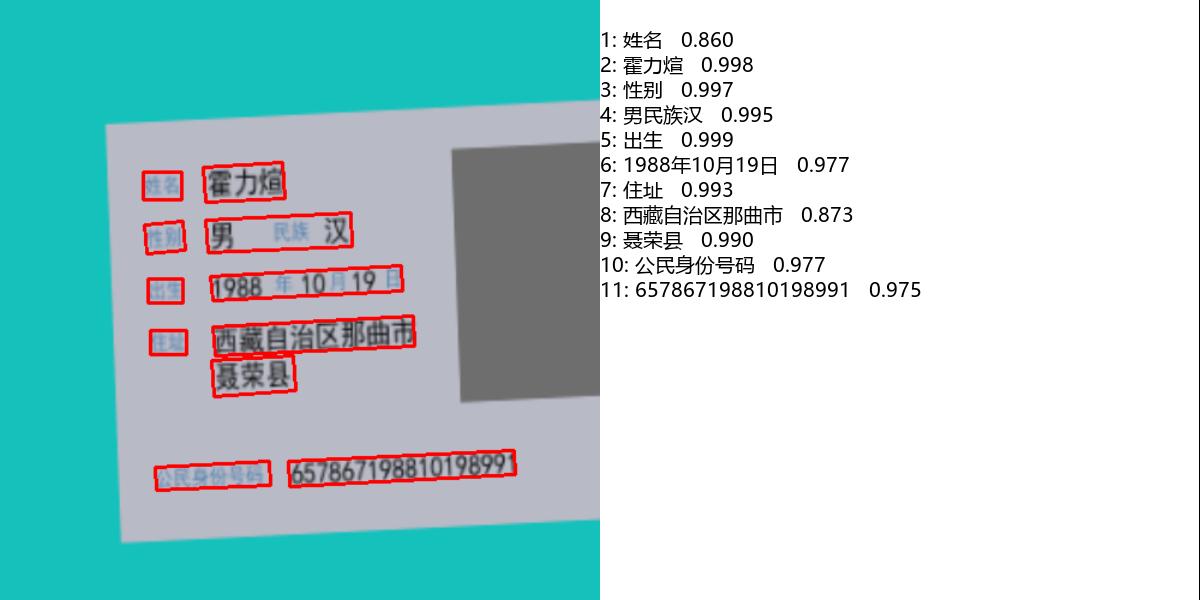 姓名 霍力煊
性别 男 民族 汉
出生 1988 年 10 月 19 日
住址 西藏自治区那曲市
聂荣县
公民身份号码 657867198810198991
1: 姓名 0.860
2: 霍力煊 0.998
3: 性别 0.997
4: 男民族汉 0.995
5: 出生 0.999
6: 1988年10月19日 0.977
7: 住址 0.993
8: 西藏自治区那曲市 0.873
9: 聂荣县 0.990
10: 公民身份号码 0.977
11: 657867198810198991 0.975